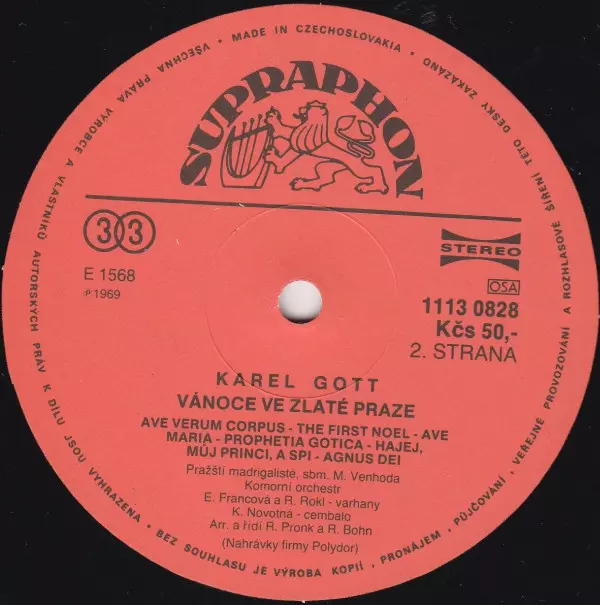 VŠECHNA PRÁVA VÝROBCE A VLASTNÍKŮ AUTORSKÝCH PRÁV K DÍLU JSOU VYHRAZENA • BEZ SOUHLASU JE VÝROBA KOPIÍ, PRONÁJEM, PŮJČOVÁNÍ, VEŘEJNÉ PROVOZOVÁNÍ A ROZHLASOVÉ ŠÍŘENÍ TÉTO DESKY ZAKÁZÁNO
• MADE IN CZECHOSLOVAKIA •
SUPRAPHON
33
STEREO
E 1568
OSA
℗ 1969
1113 0828
Kčs 50,-
2. STRANA
KAREL GOTT
VÁNOCE VE ZLATÉ PRAZE
AVE VERUM CORPUS - THE FIRST NOEL - AVE
MARIA - PROPHETIA GOTICA - HAJEJ,
MŮJ PRINCI, A SPI - AGNUS DEI
Pražští madrigalisté, sbm. M. Venhoda
Komorní orchestr
E. Francová a R. Rokl - varhany
K. Novotná - cembalo
Arr. a řídí R. Pronk a R. Bohn
(Nahrávky firmy Polydor)